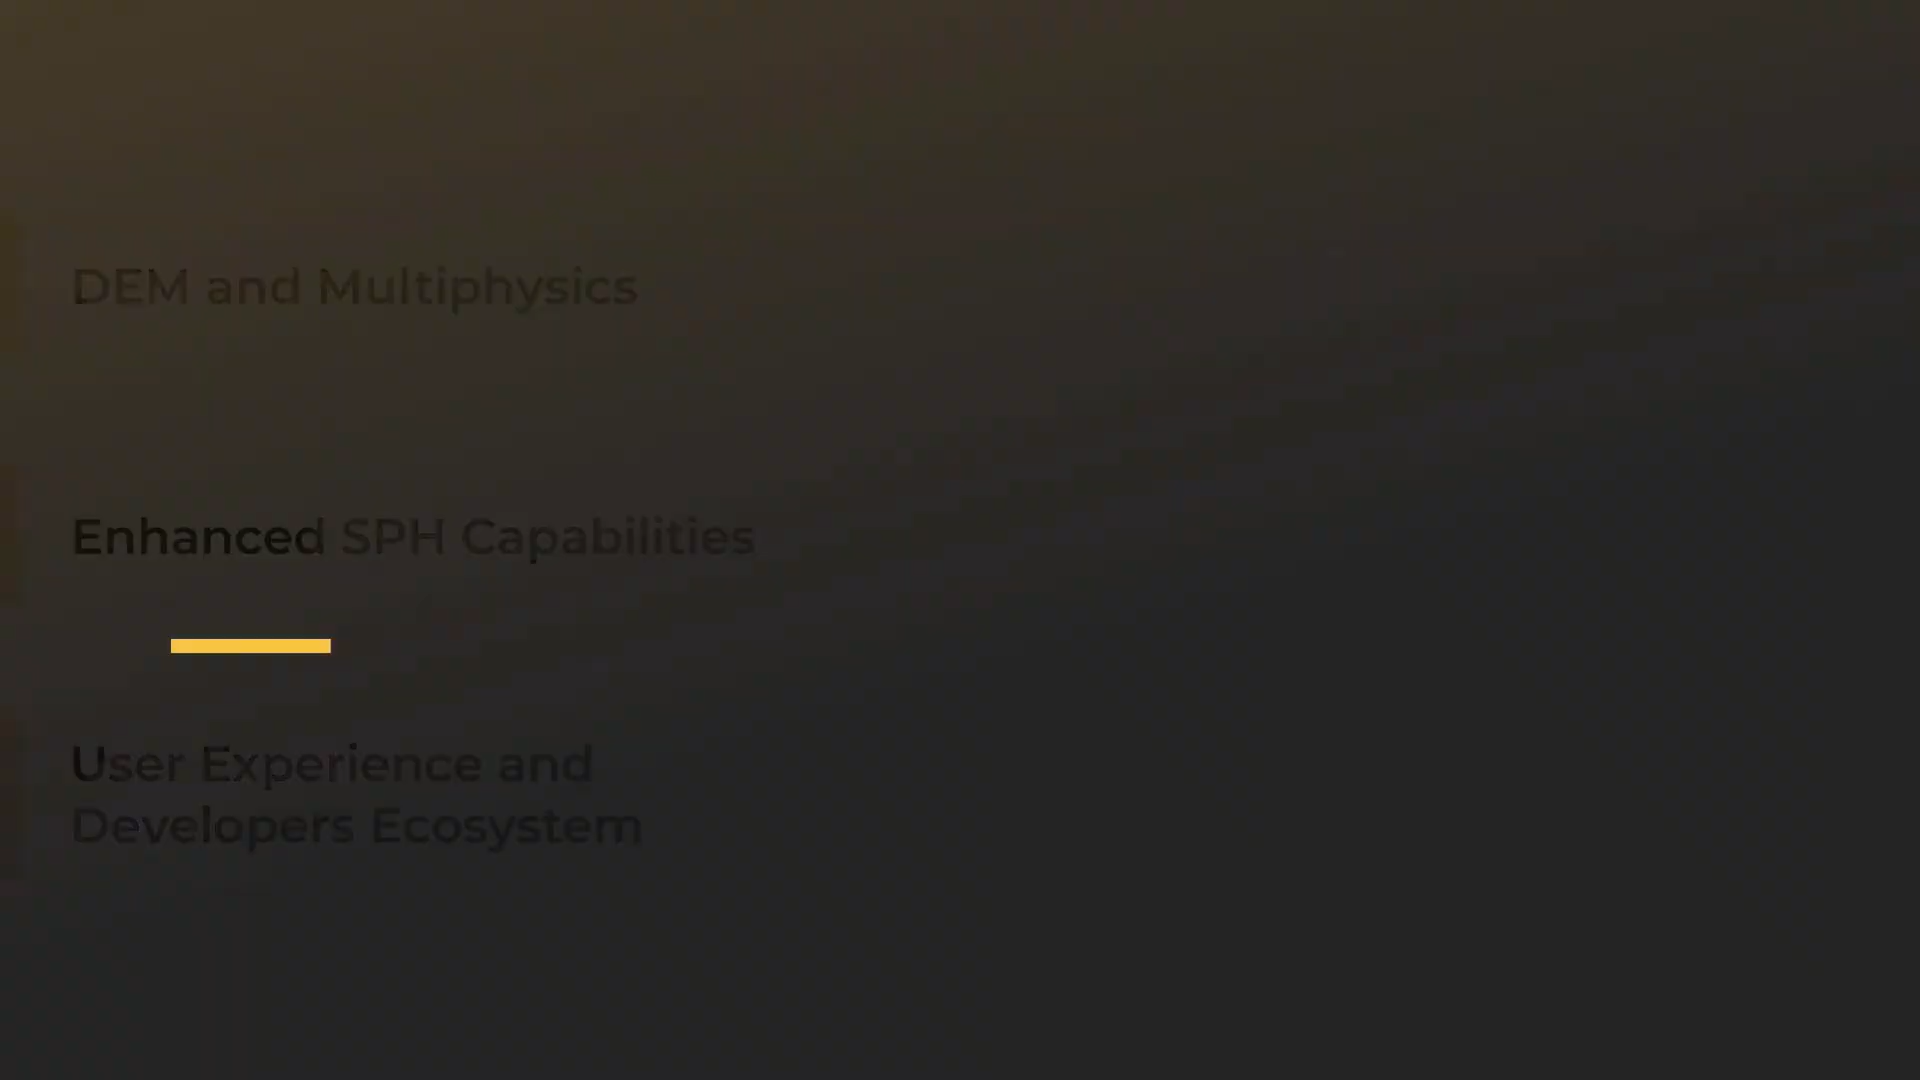 DEM and Multiphysics
Enhanced SPH Capabilities
User Experience and
Developers Ecosystem